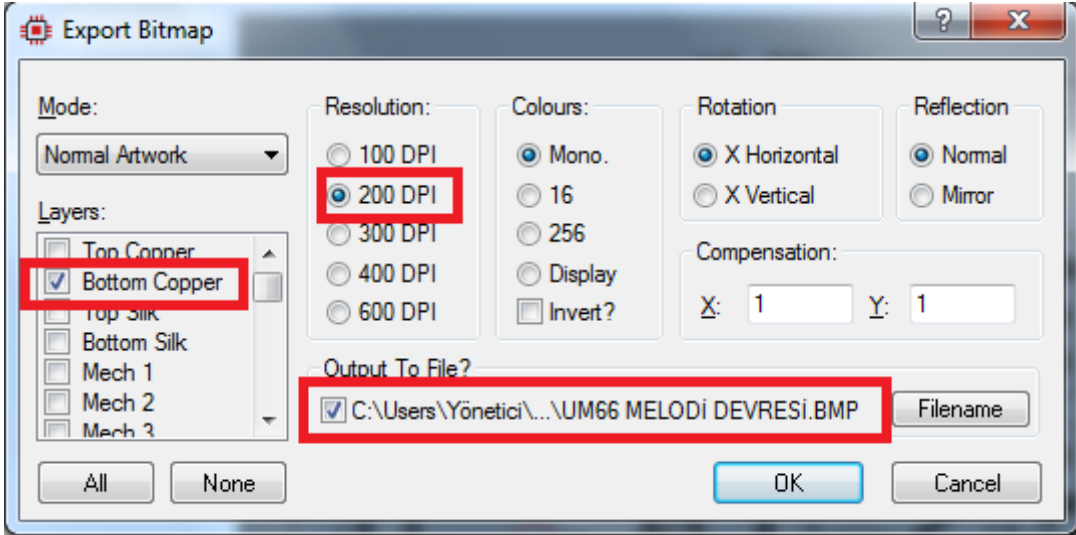 Export Bitmap
?
X
Mode:
Normal Artwork
Layers:
Top Copper
Bottom Copper
Top Silk
Bottom Silk
Mech 1
Mech 2
Mech 3
All
None
Resolution:
100 DPI
200 DPI
300 DPI
400 DPI
600 DPI
Colours:
Mono.
16
256
Display
Invert?
Rotation
X Horizontal
X Vertical
Reflection
Normal
Mirror
Compensation:
X: 1 Y: 1
Output To File?
C:\Users\Yönetici\...\UM66 MELODİ DEVRESİ.BMP
Filename
OK
Cancel